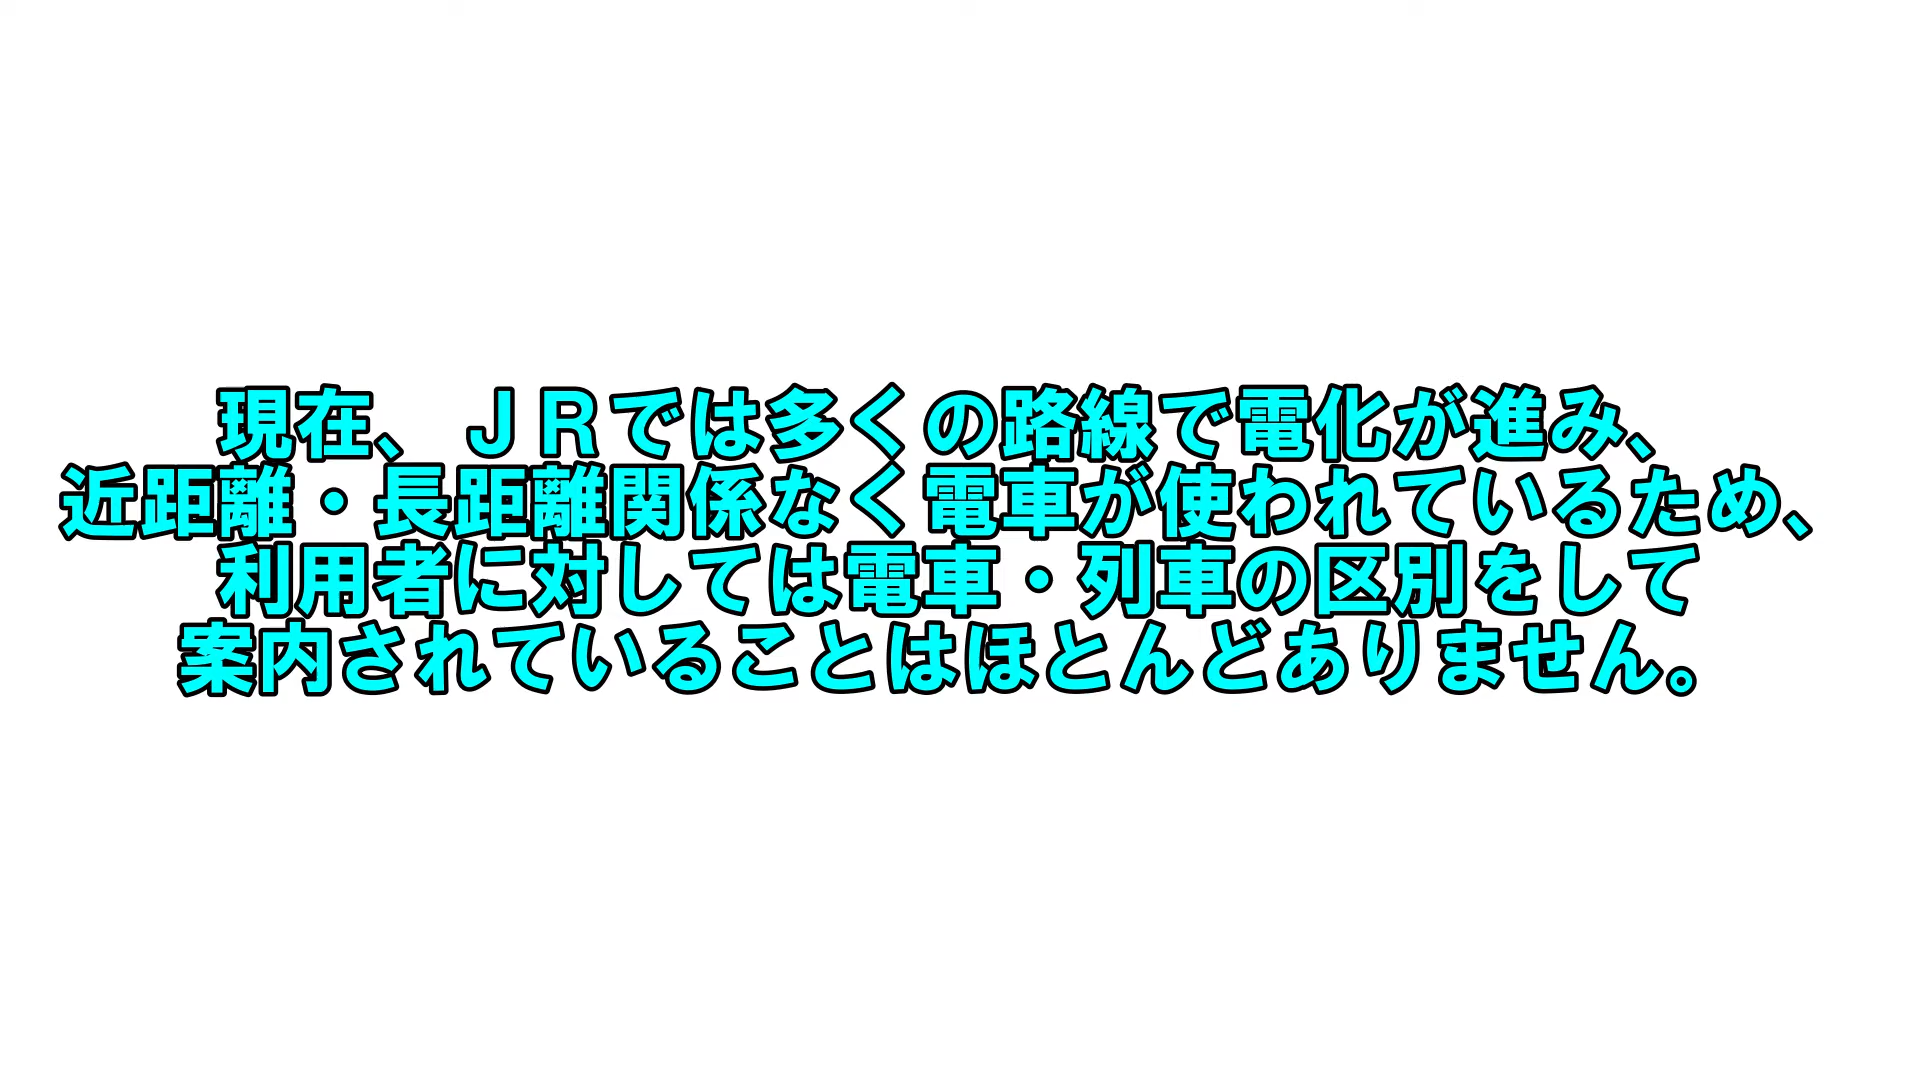 現在、ＪＲでは多くの路線で電化が進み、
近距離・長距離関係なく電車が使われているため、
利用者に対しては電車・列車の区別をして
案内されていることはほとんどありません。